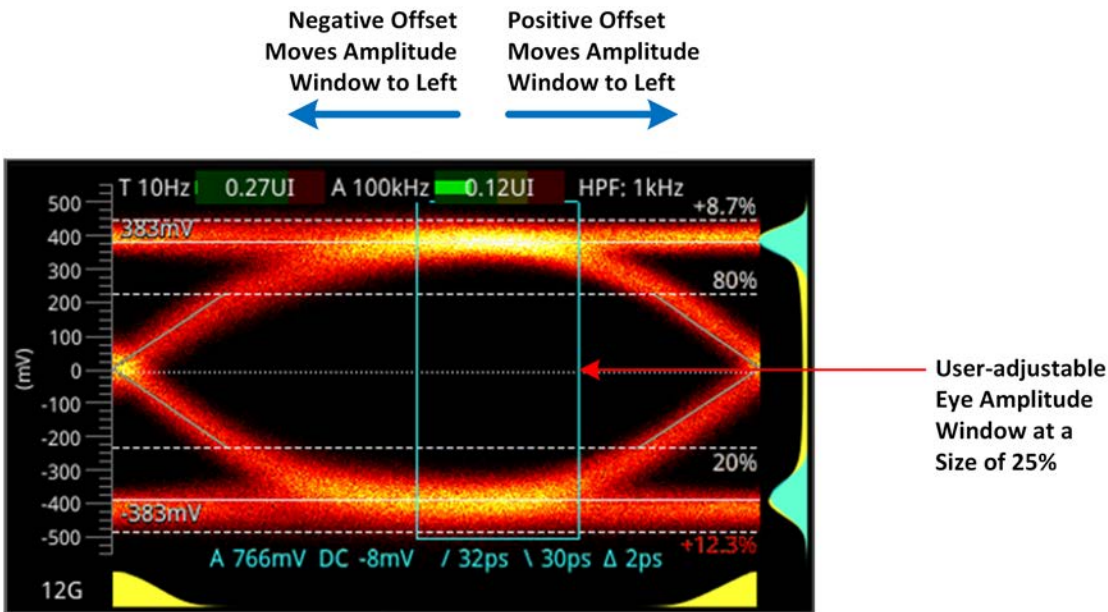 Negative Offset
Moves Amplitude
Window to Left
Positive Offset
Moves Amplitude
Window to Left
T 10Hz 0.27UI A 100kHz 0.12UI HPF: 1kHz
500
400
300
200
100
0
-100
-200
-300
-400
-500
(mV)
+8.7%
383mV
80%
20%
-383mV
+12.3%
A 766mV DC -8mV / 32ps \ 30ps Δ 2ps
12G
User-adjustable
Eye Amplitude
Window at a
Size of 25%